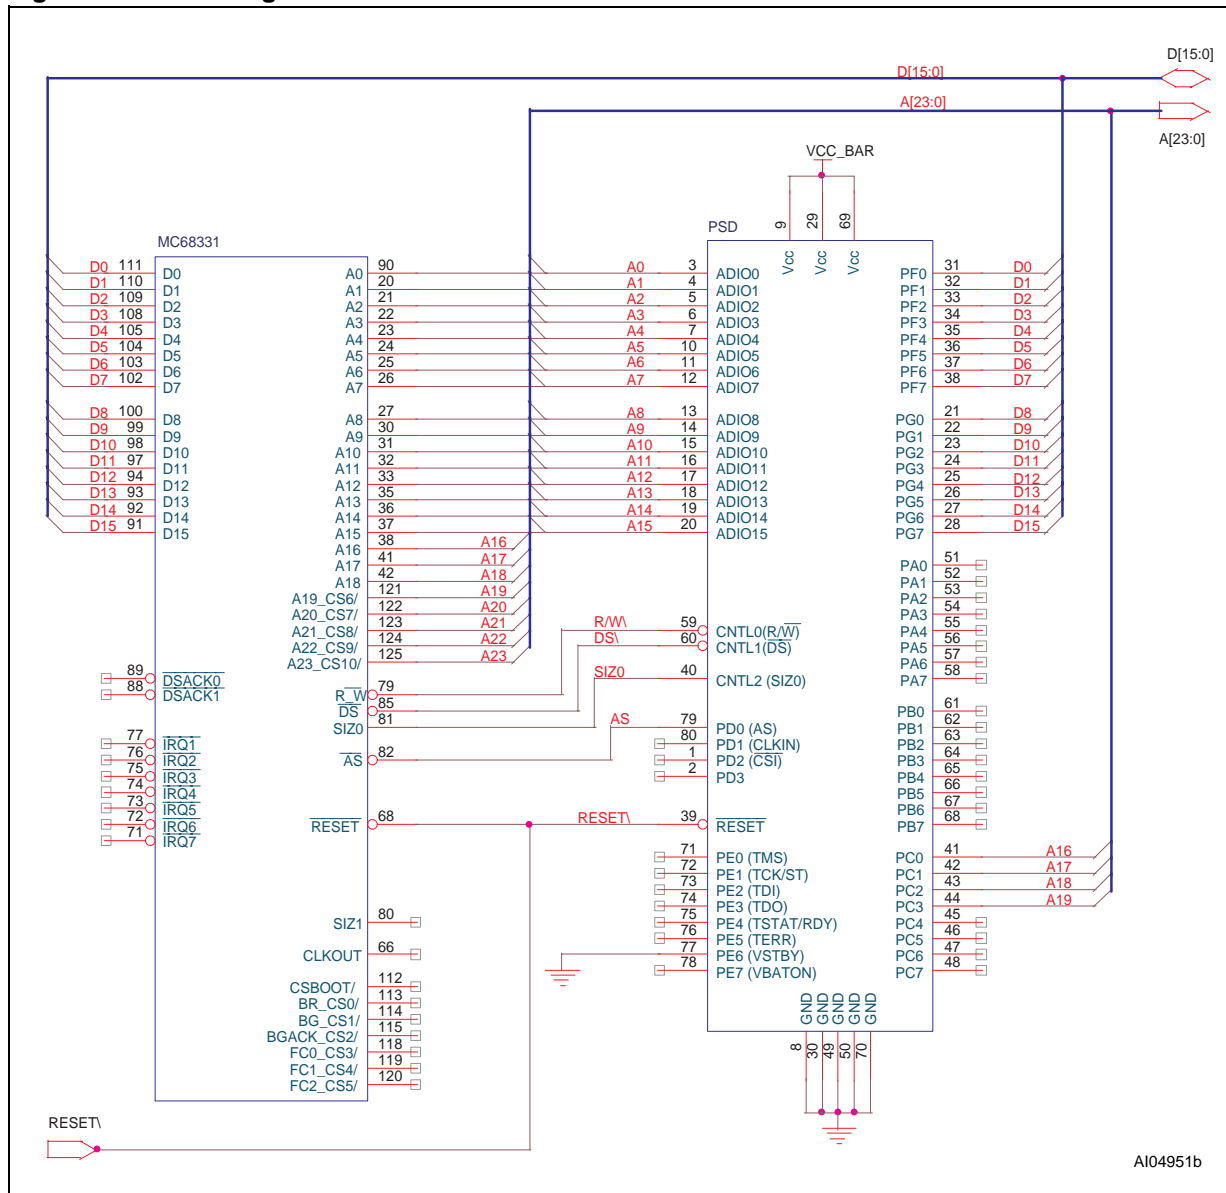 D[15:0]
D[15:0]
A[23:0]
A[23:0]
VCC_BAR
9 29 69
PSD
Vcc Vcc Vcc
MC68331
D0 111 D0 A0 90 A0 3 ADIO0 PF0 31 D0
D1 110 D1 A1 20 A1 4 ADIO1 PF1 32 D1
D2 109 D2 A2 21 A2 5 ADIO2 PF2 33 D2
D3 108 D3 A3 22 A3 6 ADIO3 PF3 34 D3
D4 105 D4 A4 23 A4 7 ADIO4 PF4 35 D4
D5 104 D5 A5 24 A5 10 ADIO5 PF5 36 D5
D6 103 D6 A6 25 A6 11 ADIO6 PF6 37 D6
D7 102 D7 A7 26 A7 12 ADIO7 PF7 38 D7
D8 100 D8 A8 27 A8 13 ADIO8 PG0 21 D8
D9 99 D9 A9 30 A9 14 ADIO9 PG1 22 D9
D10 98 D10 A10 31 A10 15 ADIO10 PG2 23 D10
D11 97 D11 A11 32 A11 16 ADIO11 PG3 24 D11
D12 94 D12 A12 33 A12 17 ADIO12 PG4 25 D12
D13 93 D13 A13 35 A13 18 ADIO13 PG5 26 D13
D14 92 D14 A14 36 A14 19 ADIO14 PG6 27 D14
D15 91 D15 A15 37 A15 20 ADIO15 PG7 28 D15
A16 38 A16
A17 41 A17 PA0 51
A18 42 A18 PA1 52
A19_CS6/ 121 A19 PA2 53
A20_CS7/ 122 A20 PA3 54
A21_CS8/ 123 A21 R/W\ 59 CNTL0(R/W) PA4 55
A22_CS9/ 124 A22 DS\ 60 CNTL1(DS) PA5 56
A23_CS10/ 125 A23 PA6 57
89 DSACK0 SIZ0 40 CNTL2 (SIZ0) PA7 58
88 DSACK1 R_W 79
DS 85 PB0 61
SIZ0 81 AS 79 PD0 (AS) PB1 62
77 IRQ1 80 PD1 (CLKIN) PB2 63
76 IRQ2 AS 82 1 PD2 (CSI) PB3 64
75 IRQ3 2 PD3 PB4 65
74 IRQ4 PB5 66
73 IRQ5 PB6 67
72 IRQ6 RESET 68 RESET\ 39 RESET PB7 68
71 IRQ7
71 PE0 (TMS) PC0 41 A16
72 PE1 (TCK/ST) PC1 42 A17
73 PE2 (TDI) PC2 43 A18
74 PE3 (TDO) PC3 44 A19
SIZ1 80 75 PE4 (TSTAT/RDY) PC4 45
76 PE5 (TERR) PC5 46
CLKOUT 66 77 PE6 (VSTBY) PC6 47
78 PE7 (VBATON) PC7 48
CSBOOT/ 112
BR_CS0/ 113
BG_CS1/ 114
BGACK_CS2/ 115
FC0_CS3/ 118
FC1_CS4/ 119
FC2_CS5/ 120
GND GND GND GND GND
8 30 49 50 70
RESET\
AI04951b